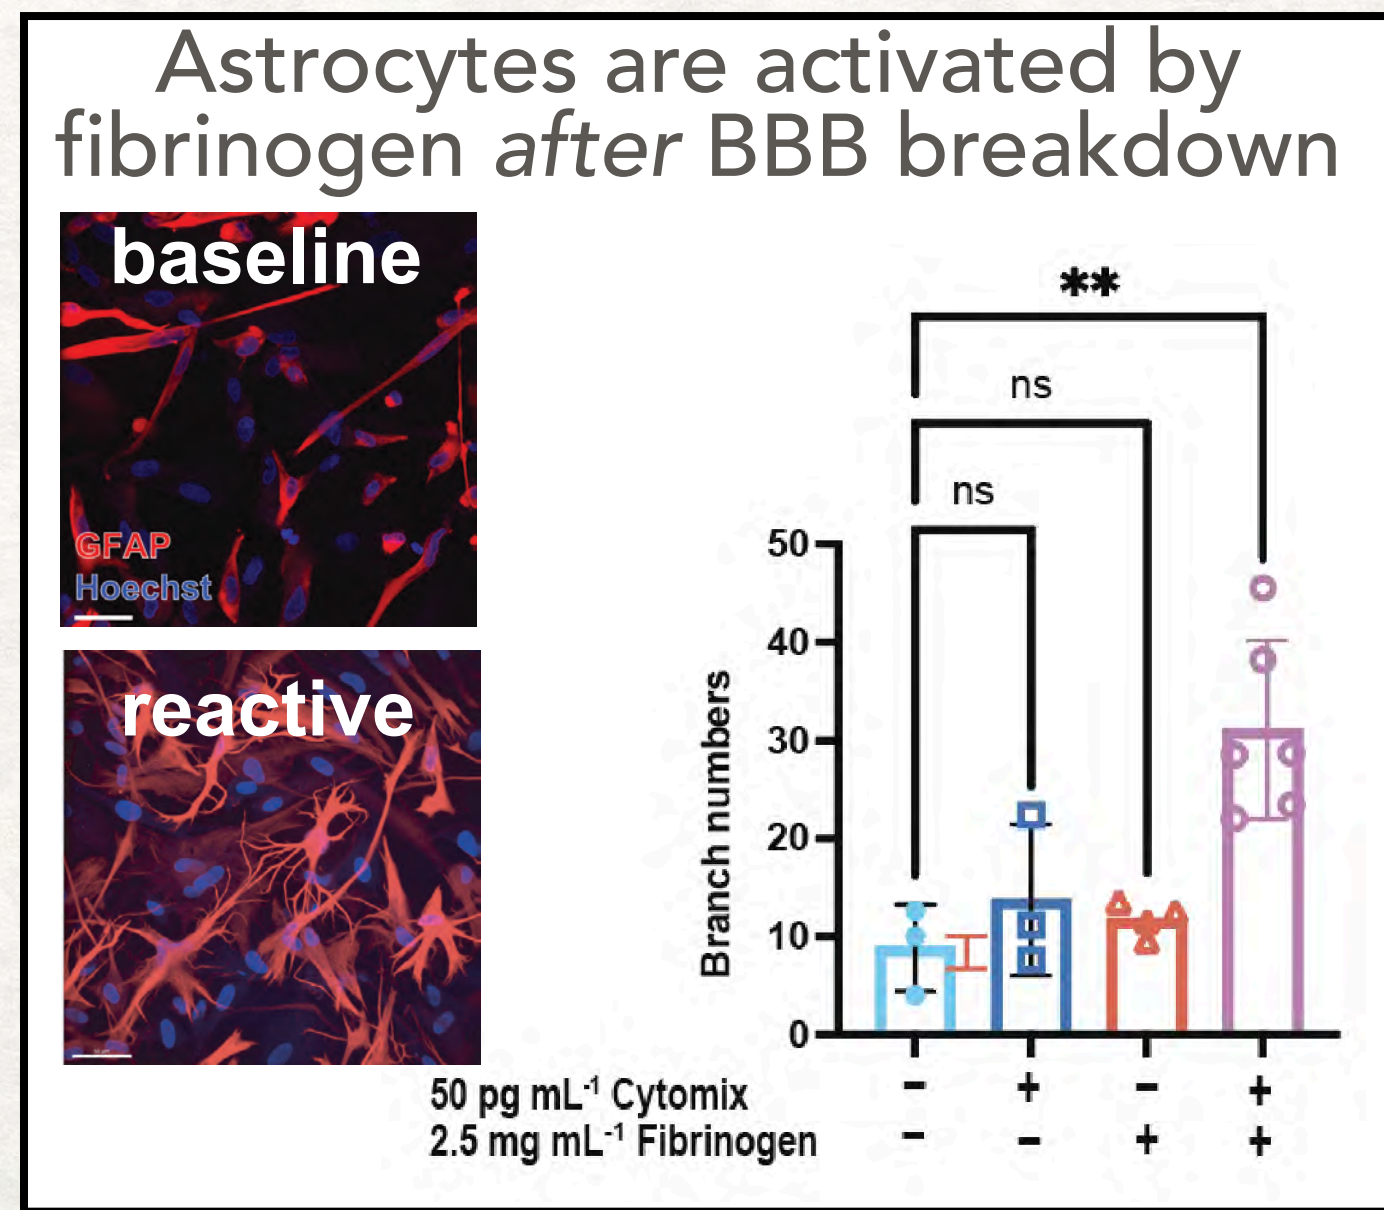 Astrocytes are activated by
fibrinogen after BBB breakdown
baseline
GFAP
Hoechst
reactive
**
ns
ns
50
40
30
20
10
0
Branch numbers
50 pg mL⁻¹ Cytomix - + - +
2.5 mg mL⁻¹ Fibrinogen - - + +